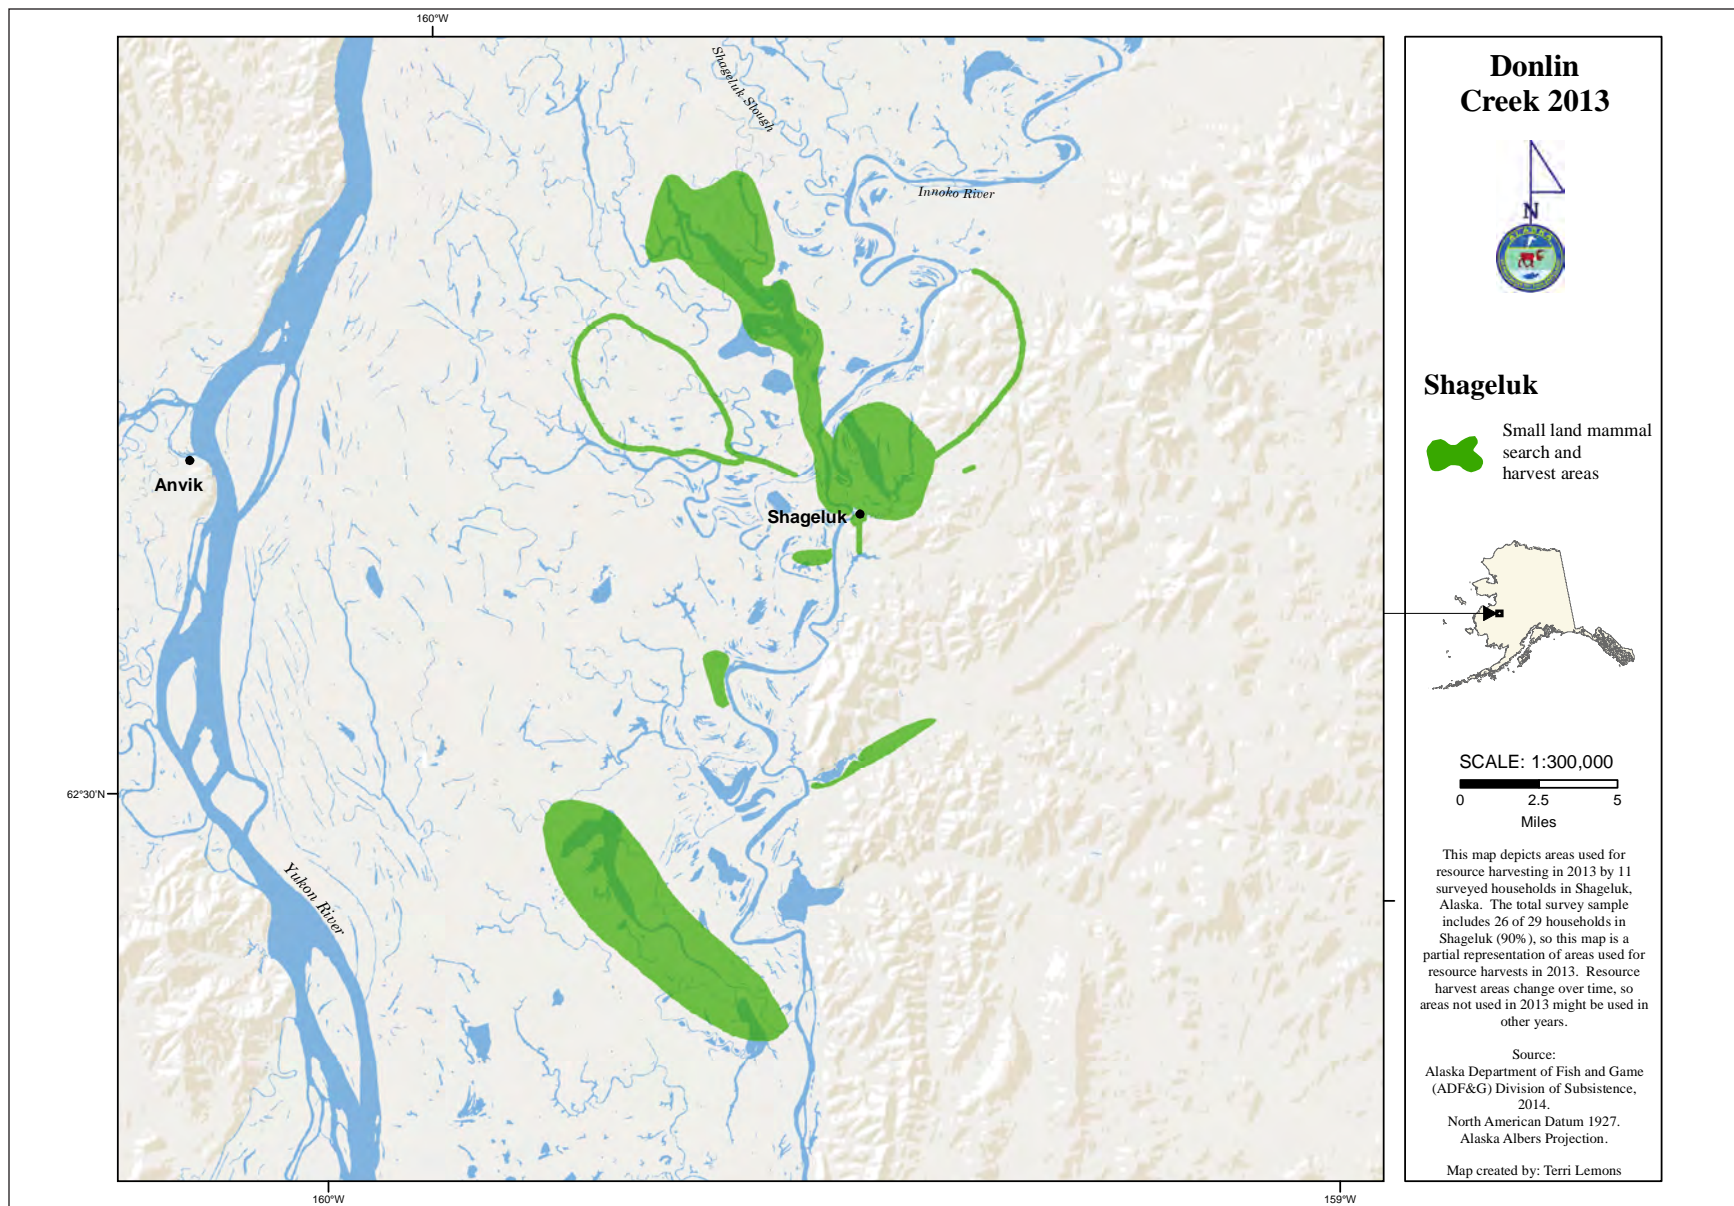 160°W
Shageluk Slough
Innoko River
Anvik
Shageluk
62°30'N
Yukon River
160°W
159°W
Donlin
Creek 2013
N
ALASKA
Shageluk
Small land mammal
search and
harvest areas
SCALE: 1:300,000
0 2.5 5
Miles
This map depicts areas used for
resource harvesting in 2013 by 11
surveyed households in Shageluk,
Alaska. The total survey sample
includes 26 of 29 households in
Shageluk (90%), so this map is a
partial representation of areas used for
resource harvests in 2013. Resource
harvest areas change over time, so
areas not used in 2013 might be used in
other years.
Source:
Alaska Department of Fish and Game
(ADF&G) Division of Subsistence,
2014.
North American Datum 1927.
Alaska Albers Projection.
Map created by: Terri Lemons